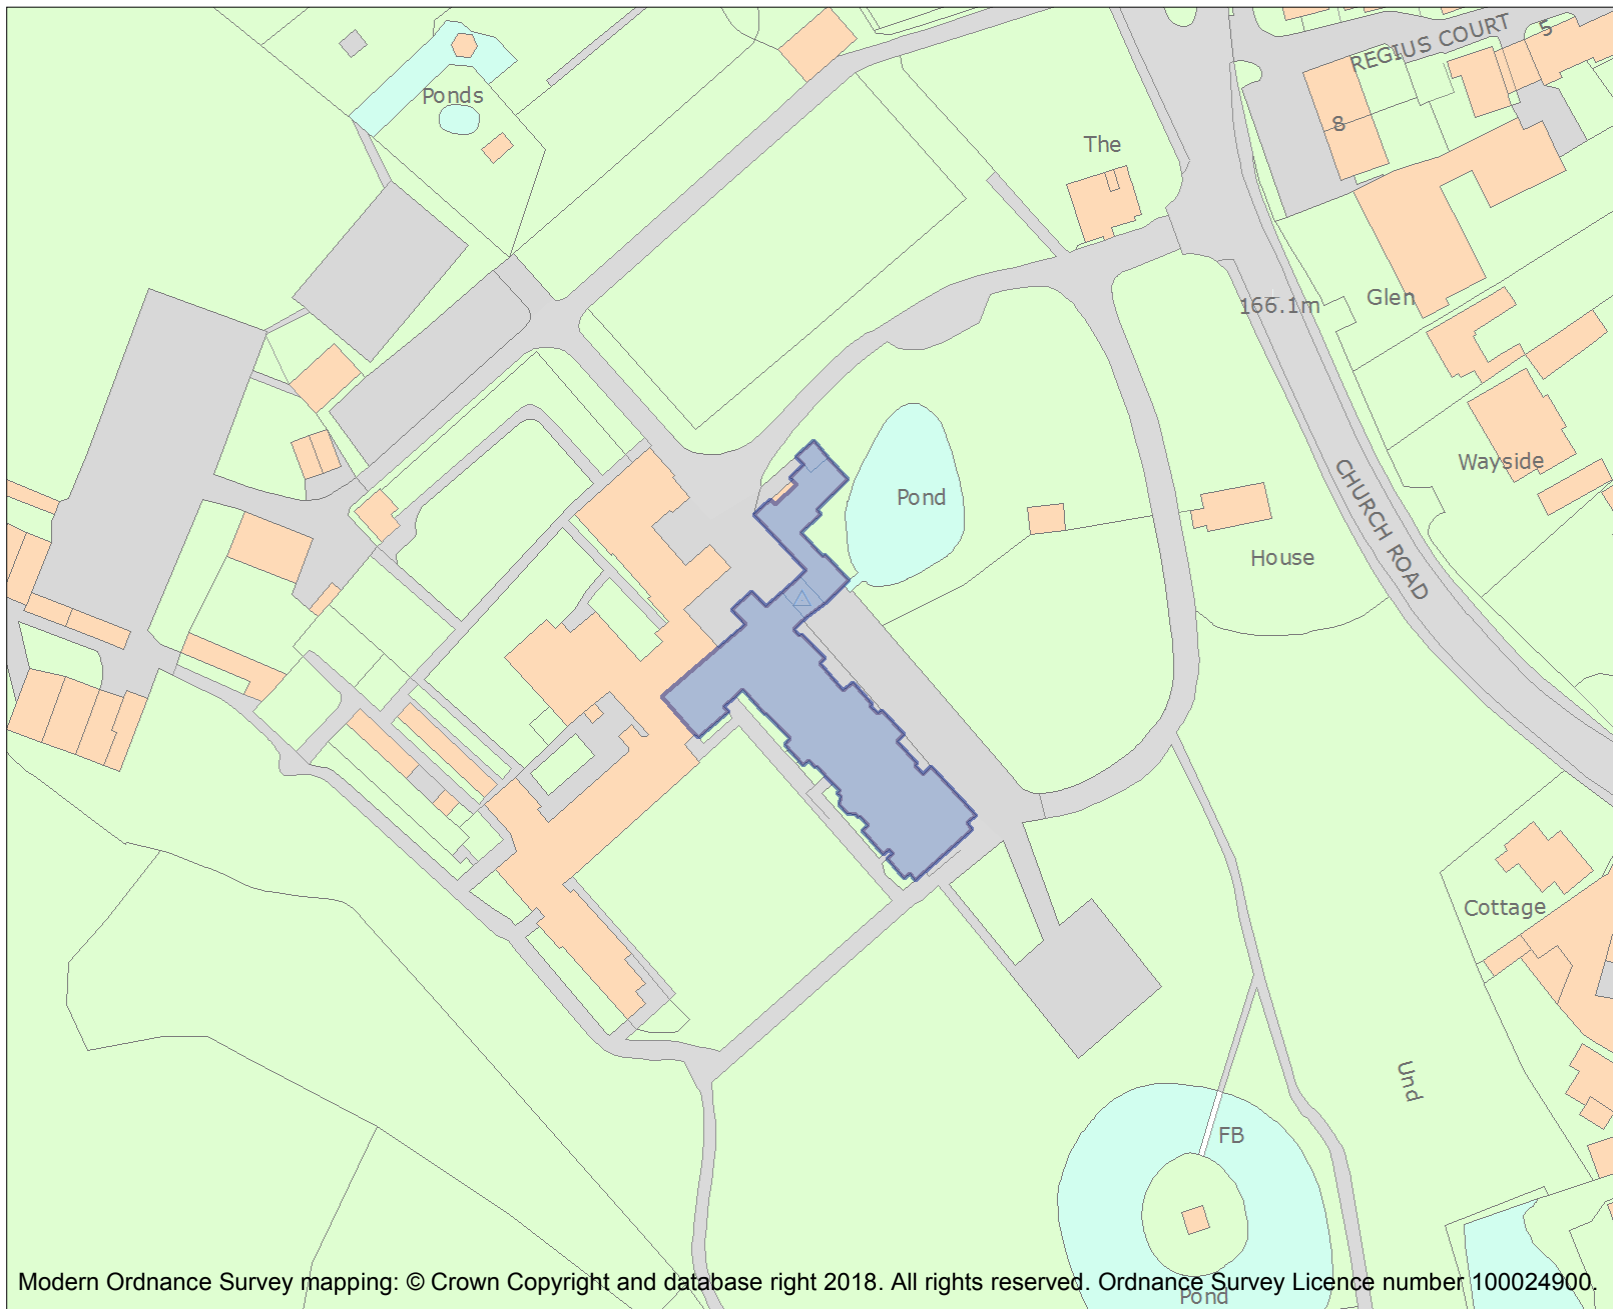 REGIUS COURT
5
Ponds
8
The
166.1m
Glen
Wayside
CHURCH ROAD
Pond
House
Cottage
Und
FB
Modern Ordnance Survey mapping: © Crown Copyright and database right 2018. All rights reserved. Ordnance Survey Licence number 100024900.
Pond